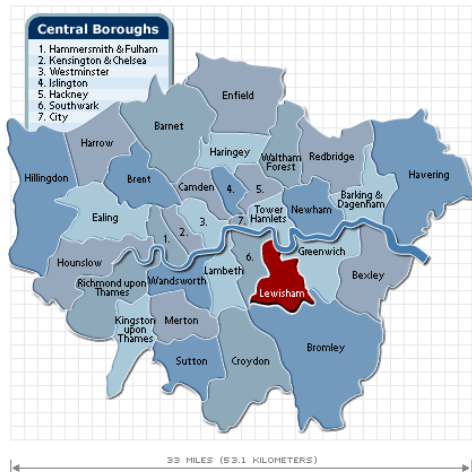 Central Boroughs
1. Hammersmith & Fulham
2. Kensington & Chelsea
3. Westminster
4. Islington
5. Hackney
6. Southwark
7. City
Enfield
Barnet
Harrow
Haringey
Waltham
Forest
Redbridge
Havering
Hillingdon
Brent
Camden
4.
5.
Barking &
Dagenham
Ealing
1.
2.
3.
7.
Tower
Hamlets
Newham
Hounslow
Richmond upon
Thames
Wandsworth
Lambeth
6.
Lewisham
Greenwich
Bexley
Kingston
upon
Thames
Merton
Sutton
Croydon
Bromley
33 MILES (53.1 KILOMETERS)